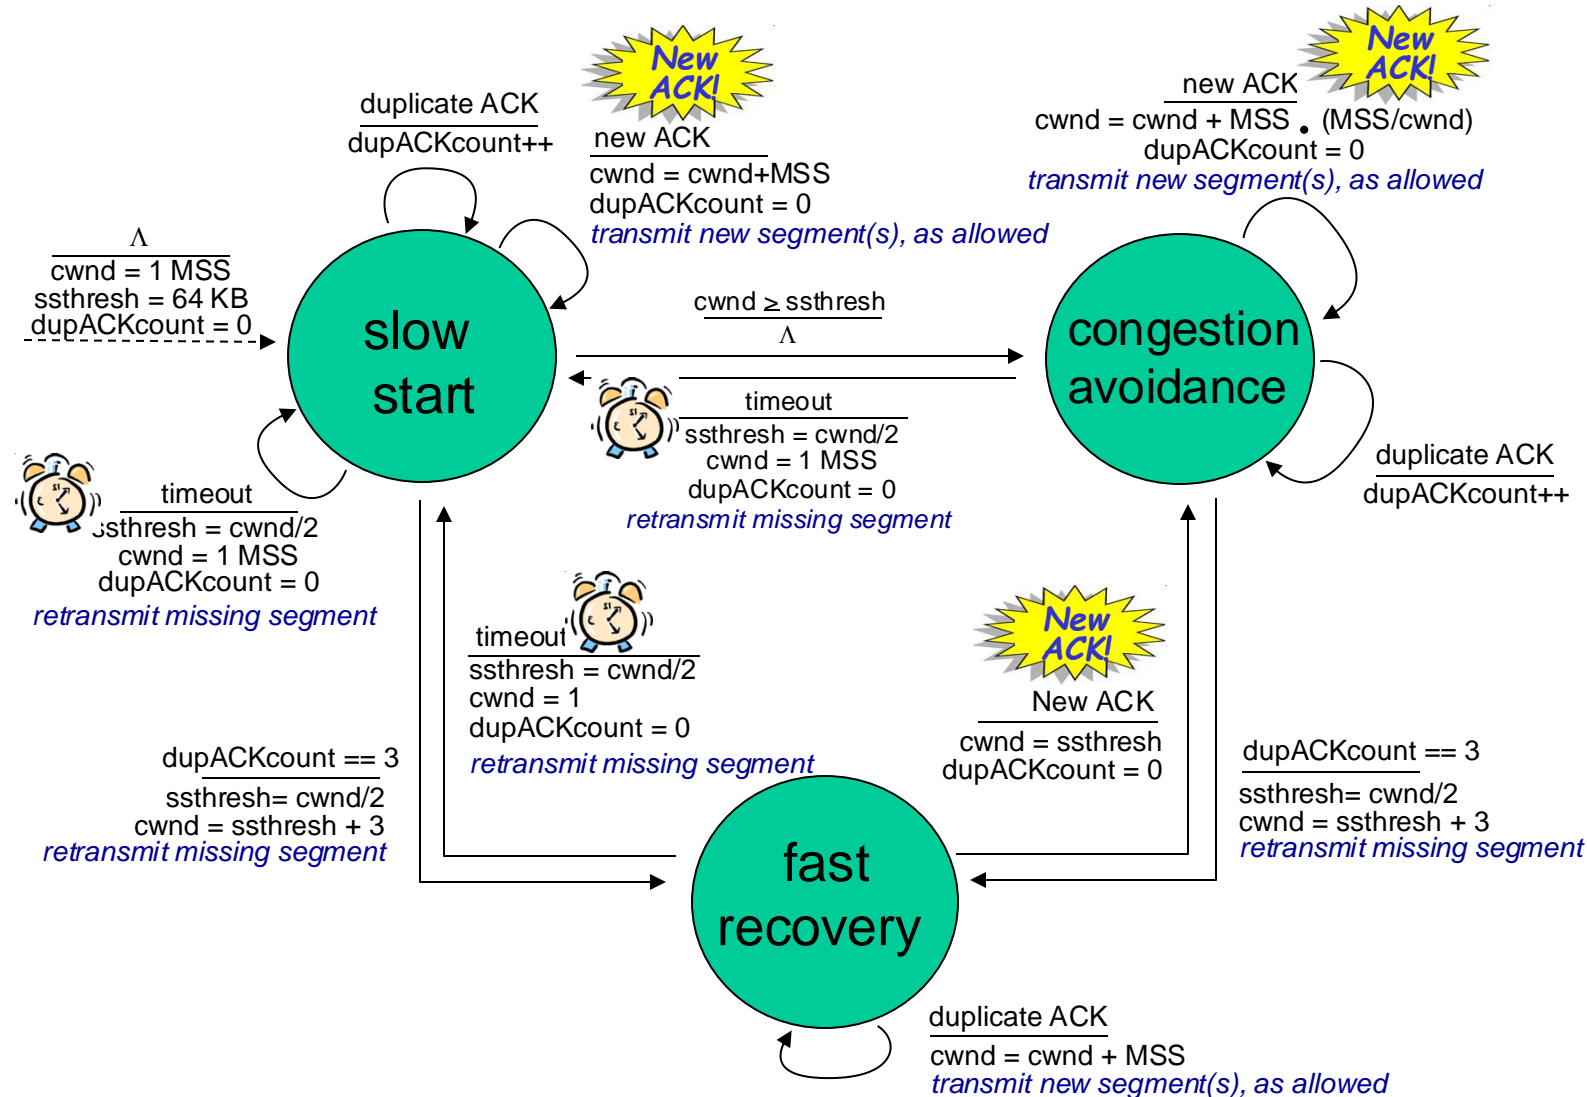 New
ACK!
duplicate ACK
dupACKcount++
new ACK
cwnd = cwnd+MSS
dupACKcount = 0
transmit new segment(s), as allowed
New
ACK!
new ACK
cwnd = cwnd + MSS • (MSS/cwnd)
dupACKcount = 0
transmit new segment(s), as allowed
Λ
cwnd = 1 MSS
ssthresh = 64 KB
dupACKcount = 0
slow
start
cwnd ≥ ssthresh
Λ
congestion
avoidance
timeout
ssthresh = cwnd/2
cwnd = 1 MSS
dupACKcount = 0
retransmit missing segment
duplicate ACK
dupACKcount++
timeout
ssthresh = cwnd/2
cwnd = 1 MSS
dupACKcount = 0
retransmit missing segment
timeout
ssthresh = cwnd/2
cwnd = 1
dupACKcount = 0
retransmit missing segment
New
ACK!
New ACK
cwnd = ssthresh
dupACKcount = 0
dupACKcount == 3
ssthresh= cwnd/2
cwnd = ssthresh + 3
retransmit missing segment
dupACKcount == 3
ssthresh= cwnd/2
cwnd = ssthresh + 3
retransmit missing segment
fast
recovery
duplicate ACK
cwnd = cwnd + MSS
transmit new segment(s), as allowed